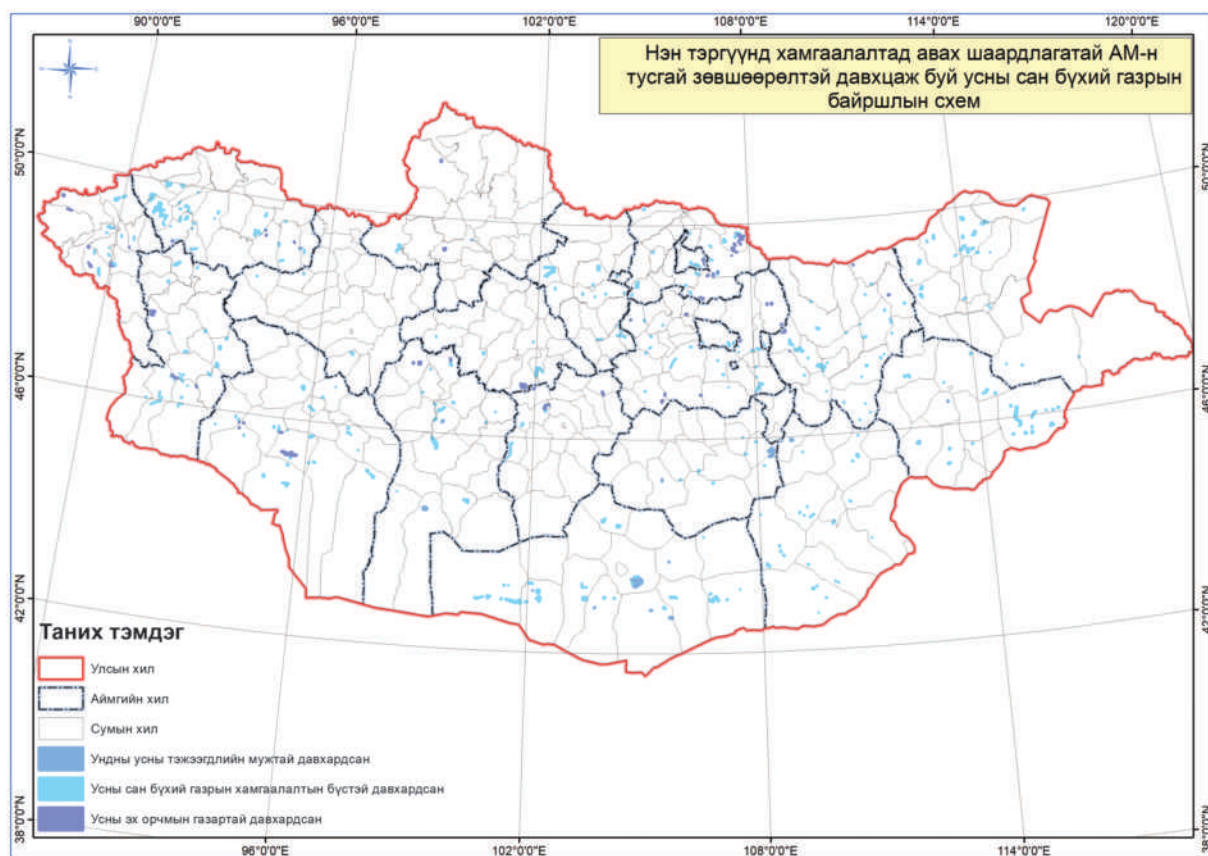 90°0'0"E 96°0'0"E 102°0'0"E 108°0'0"E 114°0'0"E 120°0'0"E
Нэн тэргүүнд хамгаалалтад авах шаардлагатай АМ-н
тусгай зөвшөөрөлтэй давхцаж буй усны сан бүхий газрын
байршлын схем
50°0'0"N 50°0'0"N
46°0'0"N 46°0'0"N
42°0'0"N 42°0'0"N
38°0'0"N 38°0'0"N
Таних тэмдэг
Улсын хил
Аймгийн хил
Сумын хил
Ундны усны тэжээгдлийн мужтай давхардсан
Усны сан бүхий газрын хамгаалалтын бүстэй давхардсан
Усны эх орчмын газартай давхардсан
96°0'0"E 102°0'0"E 108°0'0"E 114°0'0"E